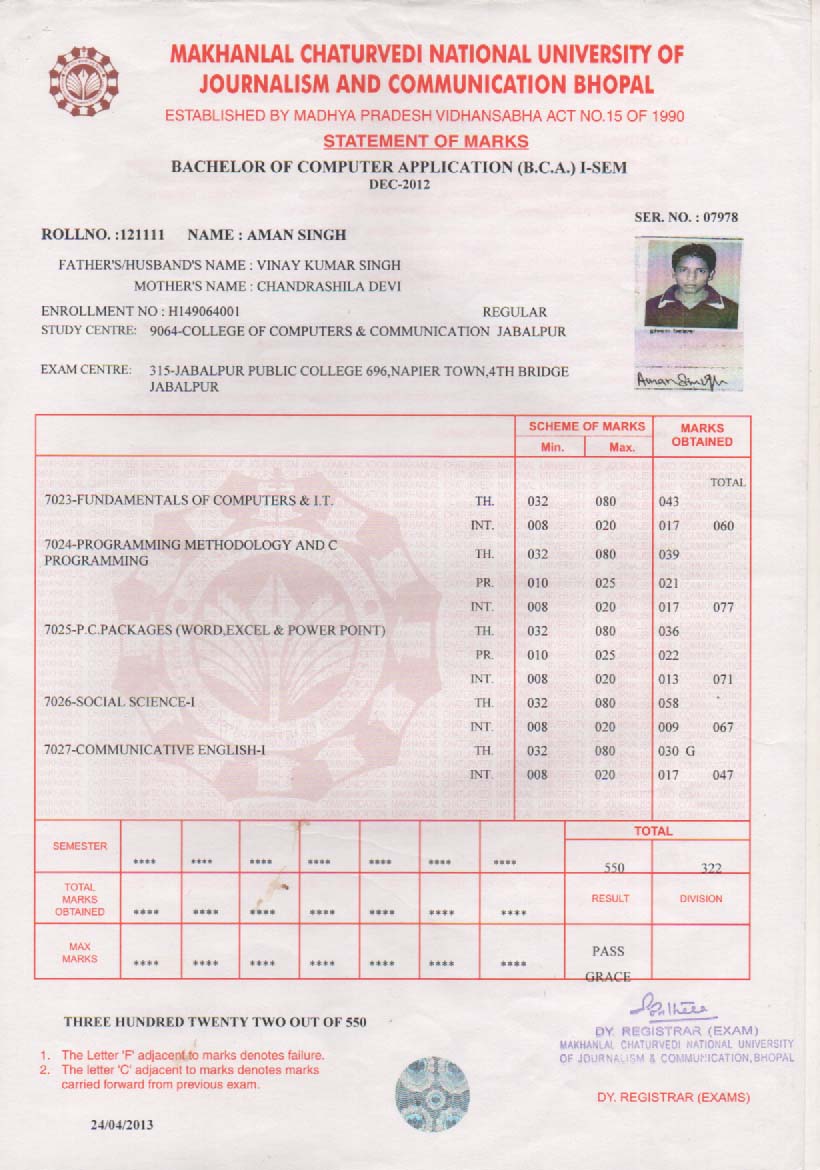 MAKHANLAL CHATURVEDI NATIONAL UNIVERSITY OF
JOURNALISM AND COMMUNICATION BHOPAL
ESTABLISHED BY MADHYA PRADESH VIDHANSABHA ACT NO.15 OF 1990
STATEMENT OF MARKS
BACHELOR OF COMPUTER APPLICATION (B.C.A.) I-SEM
DEC-2012
SER. NO. : 07978
ROLLNO. :121111 NAME : AMAN SINGH
FATHER'S/HUSBAND'S NAME : VINAY KUMAR SINGH
MOTHER'S NAME : CHANDRASHILA DEVI
ENROLLMENT NO : H149064001 REGULAR
STUDY CENTRE: 9064-COLLEGE OF COMPUTERS & COMMUNICATION JABALPUR
EXAM CENTRE: 315-JABALPUR PUBLIC COLLEGE 696,NAPIER TOWN,4TH BRIDGE
JABALPUR
Aman Singh
SCHEME OF MARKS MARKS
OBTAINED
Min. Max.
TOTAL
7023-FUNDAMENTALS OF COMPUTERS & I.T. TH. 032 080 043
INT. 008 020 017 060
7024-PROGRAMMING METHODOLOGY AND C
PROGRAMMING TH. 032 080 039
PR. 010 025 021
INT. 008 020 017 077
7025-P.C.PACKAGES (WORD,EXCEL & POWER POINT) TH. 032 080 036
PR. 010 025 022
INT. 008 020 013 071
7026-SOCIAL SCIENCE-I TH. 032 080 058
INT. 008 020 009 067
7027-COMMUNICATIVE ENGLISH-I TH. 032 080 030 G
INT. 008 020 017 047
TOTAL
SEMESTER **** **** **** **** **** **** **** 550 322
TOTAL
MARKS
OBTAINED **** **** **** **** **** **** ****
RESULT DIVISION
MAX
MARKS **** **** **** **** **** **** ****
PASS
GRACE
THREE HUNDRED TWENTY TWO OUT OF 550
DY. REGISTRAR (EXAM)
MAKHANLAL CHATURVEDI NATIONAL UNIVERSITY
OF JOURNALISM & COMMUNICATION, BHOPAL
1. The Letter 'F' adjacent to marks denotes failure.
2. The letter 'C' adjacent to marks denotes marks
carried forward from previous exam.
DY. REGISTRAR (EXAMS)
24/04/2013